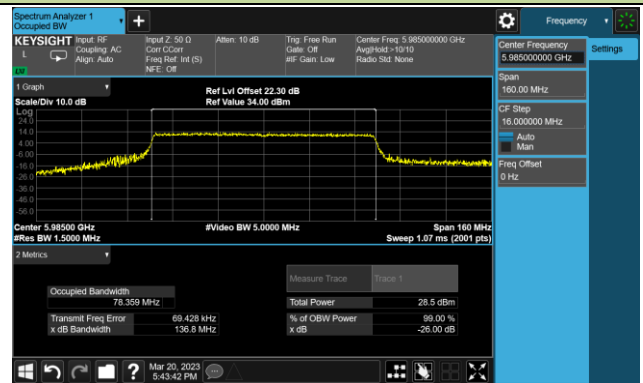 Spectrum Analyzer 1
Occupied BW
Frequency
KEYSIGHT
L
Input: RF
Coupling: AC
Align: Auto
Input Z: 50 Ω
Corr CCorr
Freq Ref: Int (S)
NFE: Off
Atten: 10 dB
Trig: Free Run
Gate: Off
#IF Gain: Low
Center Freq: 5.985000000 GHz
Avg|Hold:>10/10
Radio Std: None
LXI
Center Frequency
5.985000000 GHz
Settings
Span
160.00 MHz
CF Step
16.000000 MHz
Auto
Man
Freq Offset
0 Hz
1 Graph
Scale/Div 10.0 dB
Ref Lvl Offset 22.30 dB
Ref Value 34.00 dBm
Log
24.0
14.0
4.00
-6.00
-16.0
-26.0
-36.0
-46.0
-56.0
Center 5.98500 GHz
#Video BW 5.0000 MHz
Span 160 MHz
#Res BW 1.5000 MHz
Sweep 1.07 ms (2001 pts)
2 Metrics
Measure Trace
Trace 1
Occupied Bandwidth
78.359 MHz
Total Power
28.5 dBm
Transmit Freq Error
69.428 kHz
% of OBW Power
99.00 %
x dB Bandwidth
136.8 MHz
x dB
-26.00 dB
?
Mar 20, 2023
5:43:42 PM